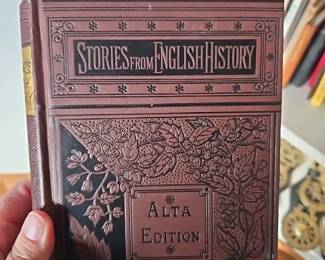 STORIES FROM ENGLISH HISTORY
ALTA
EDITION